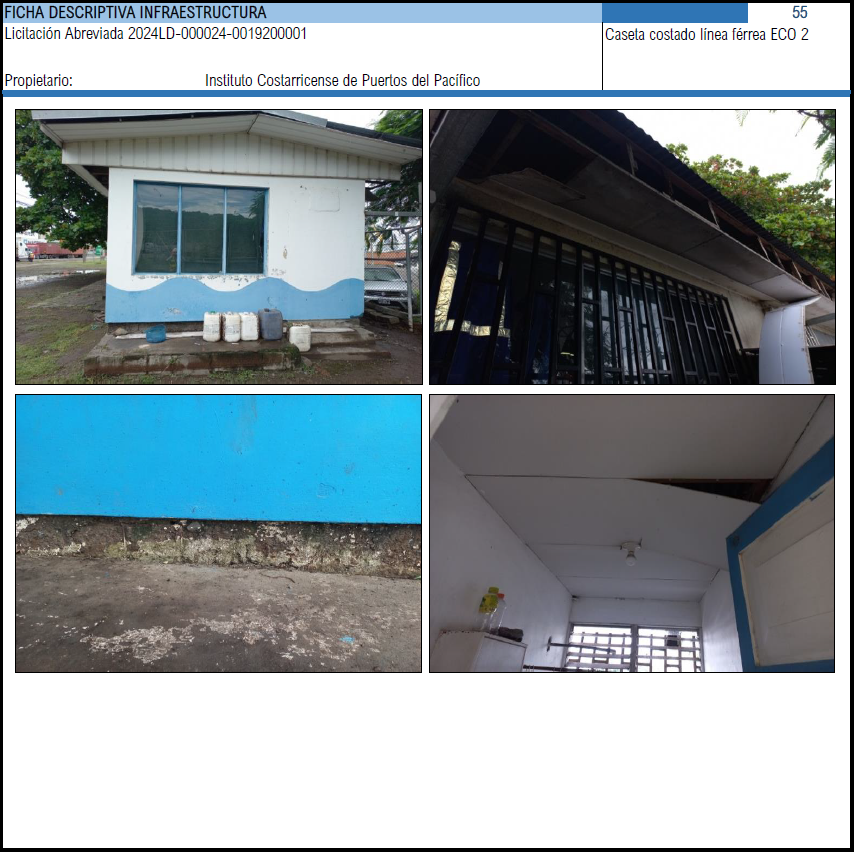 FICHA DESCRIPTIVA INFRAESTRUCTURA 55
Licitación Abreviada 2024LD-000024-0019200001
Caseta costado línea férrea ECO 2
Propietario: Instituto Costarricense de Puertos del Pacífico